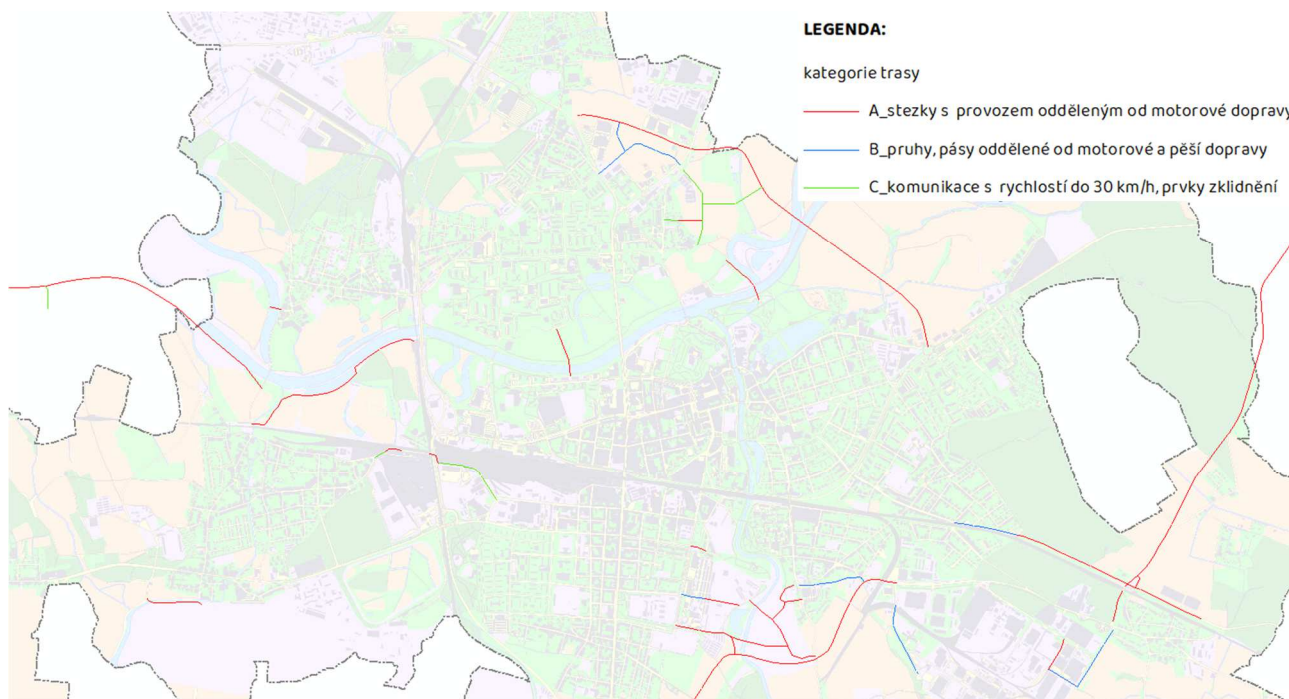 LEGENDA:
kategorie trasy
A_stezky s provozem odděleným od motorové dopravy
B_pruhy, pásy oddělené od motorové a pěší dopravy
C_komunikace s rychlostí do 30 km/h, prvky zklidnění